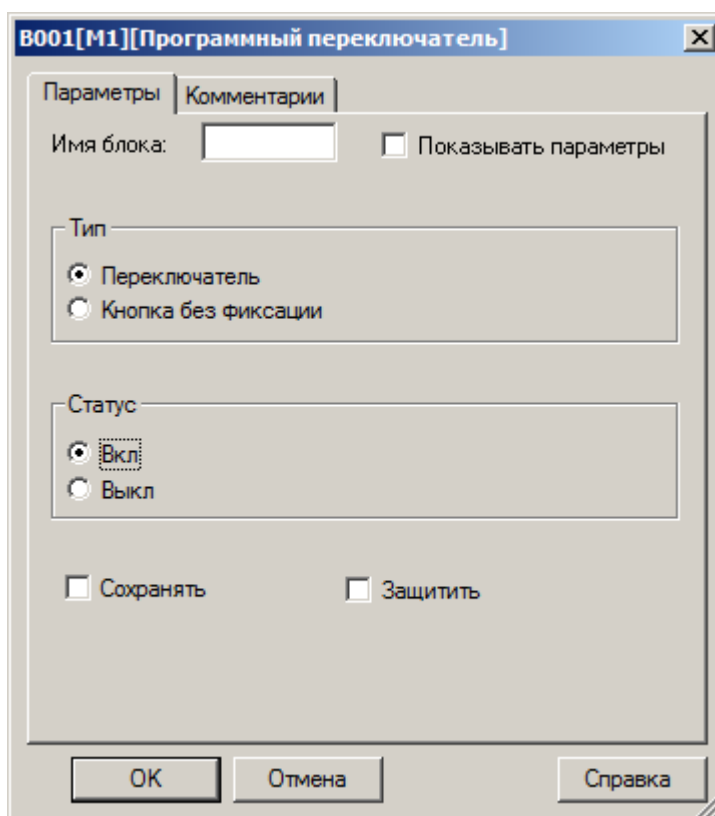 B001[M1][Программный переключатель]
Параметры Комментарии
Имя блока: Показывать параметры
Тип
Переключатель
Кнопка без фиксации
Статус
Вкл
Выкл
Сохранять Защитить
OK Отмена Справка